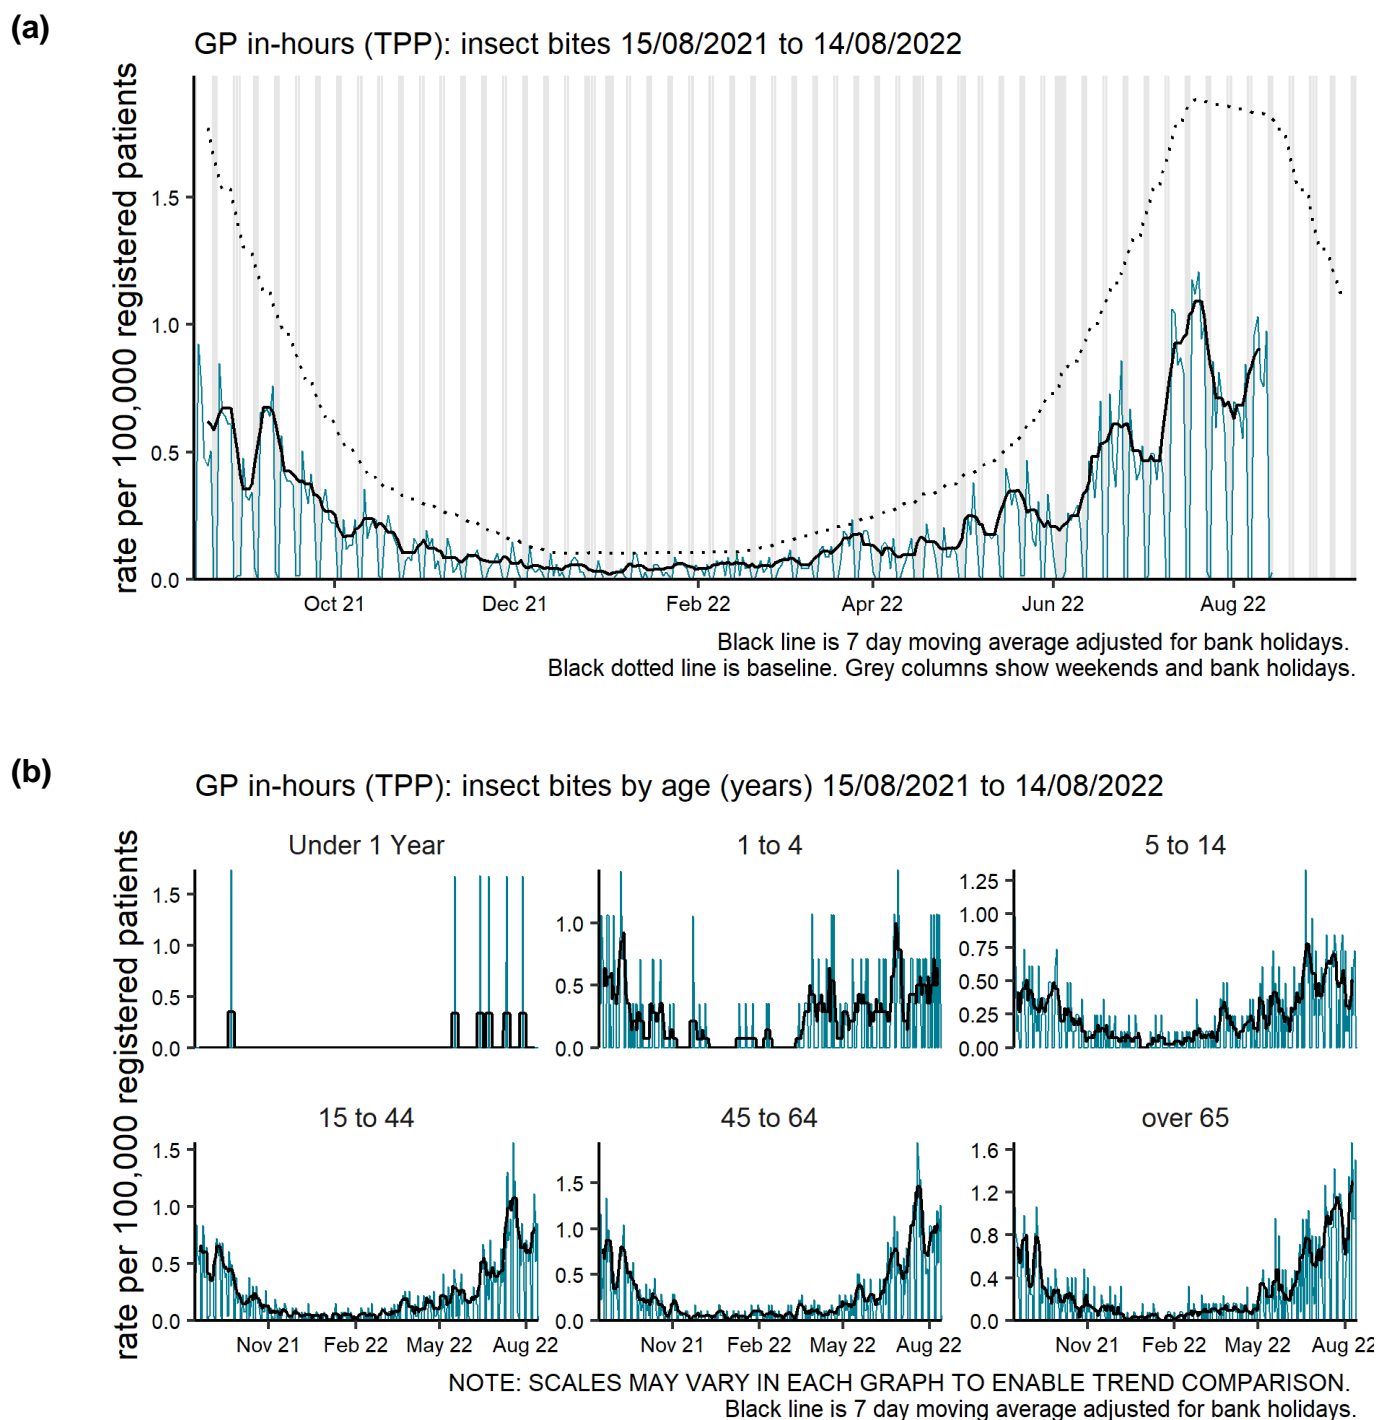 (a)
GP in-hours (TPP): insect bites 15/08/2021 to 14/08/2022
rate per 100,000 registered patients
1.5
1.0
0.5
0.0
Oct 21 Dec 21 Feb 22 Apr 22 Jun 22 Aug 22
Black line is 7 day moving average adjusted for bank holidays.
Black dotted line is baseline. Grey columns show weekends and bank holidays.
(b)
GP in-hours (TPP): insect bites by age (years) 15/08/2021 to 14/08/2022
rate per 100,000 registered patients
Under 1 Year
1.5
1.0
0.5
0.0
1 to 4
1.0
0.5
0.0
5 to 14
1.25
1.00
0.75
0.50
0.25
0.00
15 to 44
1.5
1.0
0.5
0.0
Nov 21 Feb 22 May 22 Aug 22
45 to 64
1.5
1.0
0.5
0.0
Nov 21 Feb 22 May 22 Aug 22
over 65
1.6
1.2
0.8
0.4
0.0
Nov 21 Feb 22 May 22 Aug 22
NOTE: SCALES MAY VARY IN EACH GRAPH TO ENABLE TREND COMPARISON.
Black line is 7 day moving average adjusted for bank holidays.